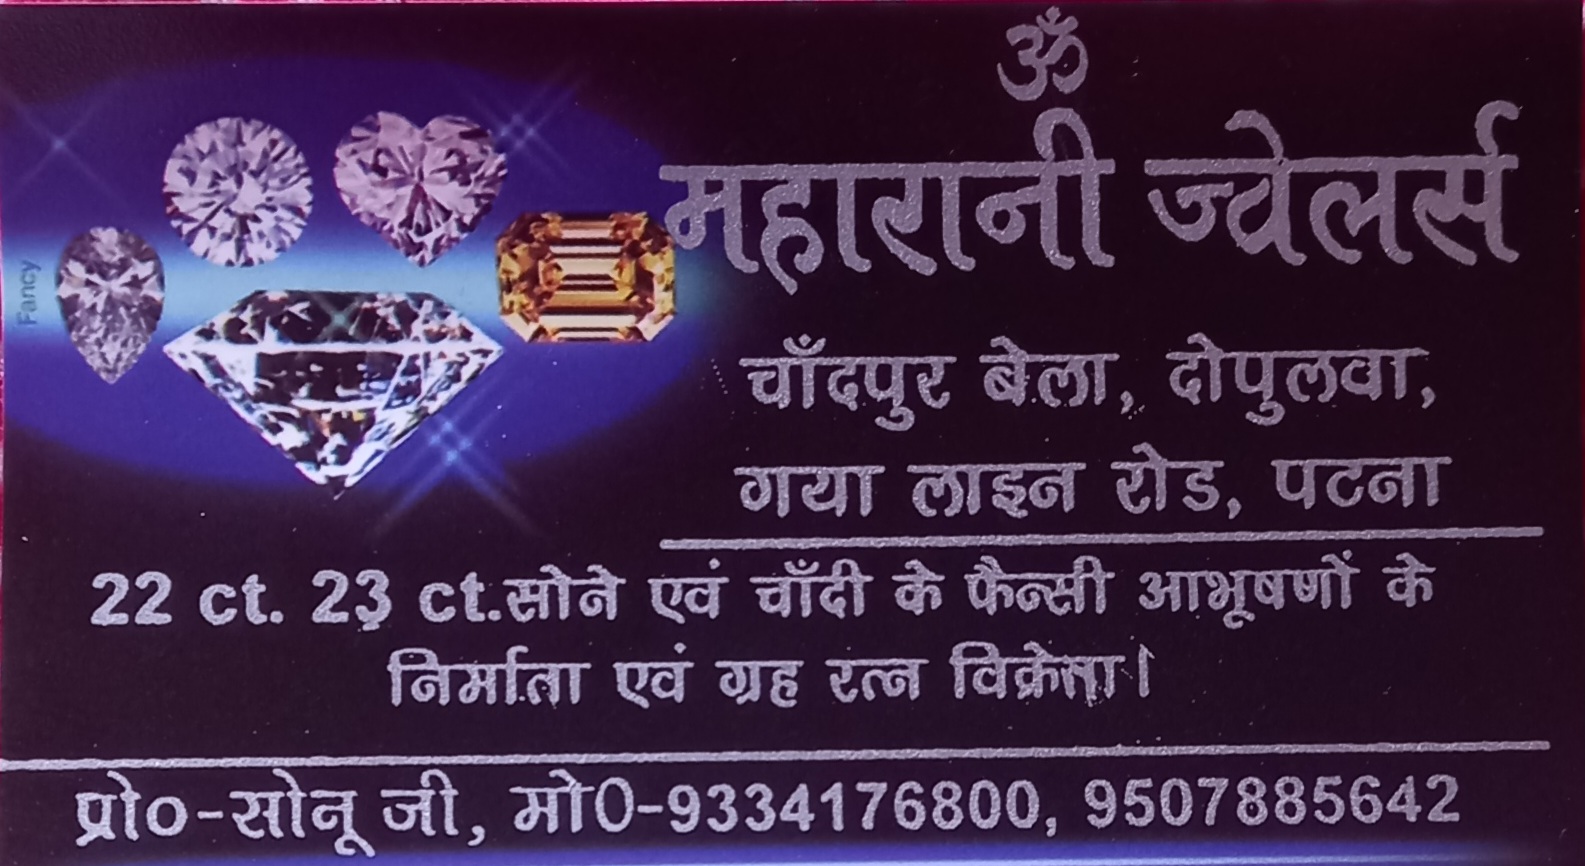 ॐ
महारानी ज्वेलर्स
चाँदपुर बेला, दोपुलवा,
गया लाइन रोड, पटना
22 ct. 23 ct.सोने एवं चाँदी के फैन्सी आभूषणों के
निर्माता एवं ग्रह रत्न विक्रेता।
प्रो०-सोनू जी, मो0-9334176800, 9507885642
Fancy